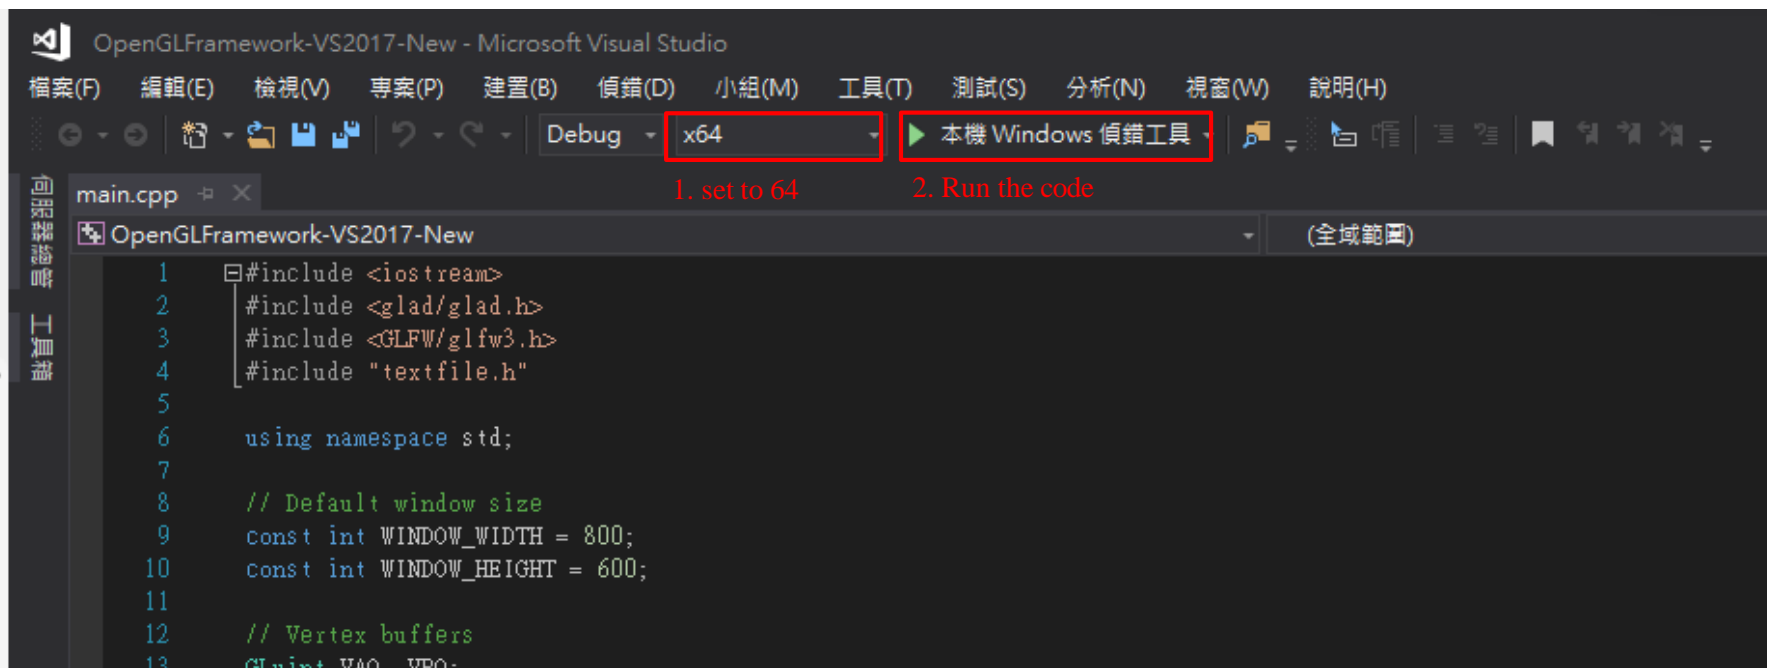 OpenGLFramework-VS2017-New - Microsoft Visual Studio
檔案(F) 編輯(E) 檢視(V) 專案(P) 建置(B) 偵錯(D) 小組(M) 工具(T) 測試(S) 分析(N) 視窗(W) 說明(H)
Debug x64 本機 Windows 偵錯工具
1. set to 64 2. Run the code
伺服器總管
工具箱
main.cpp
OpenGLFramework-VS2017-New (全域範圍)
1 #include <iostream>
2 #include <glad/glad.h>
3 #include <GLFW/glfw3.h>
4 #include "textfile.h"
5
6 using namespace std;
7
8 // Default window size
9 const int WINDOW_WIDTH = 800;
10 const int WINDOW_HEIGHT = 600;
11
12 // Vertex buffers
13 GLuint VAO, VBO;